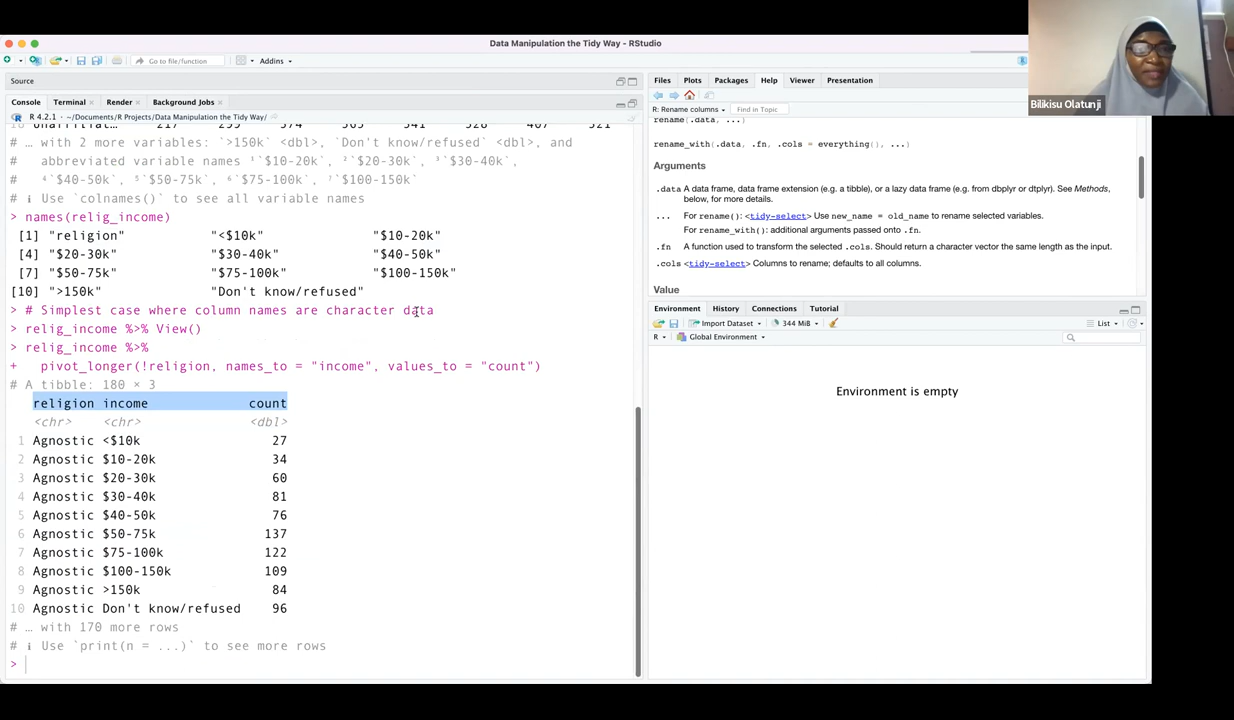 Data Manipulation the Tidy Way - RStudio
Go to file/function
Addins
Bilikisu Olatunji
Source
Console Terminal Render Background Jobs
R 4.2.1 · ~/Documents/R Projects/Data Manipulation the Tidy Way/
# … with 2 more variables: `>150k` <dbl>, `Don't know/refused` <dbl>, and
#   abbreviated variable names ¹​`$10-20k`, ²​`$20-30k`, ³​`$30-40k`,
#   ⁴​`$40-50k`, ⁵​`$50-75k`, ⁶​`$75-100k`, ⁷​`$100-150k`
# ℹ Use `colnames()` to see all variable names
> names(relig_income)
[1] "religion" "<$10k" "$10-20k"
[4] "$20-30k" "$30-40k" "$40-50k"
[7] "$50-75k" "$75-100k" "$100-150k"
[10] ">150k" "Don't know/refused"
> # Simplest case where column names are character data
> relig_income %>% View()
> relig_income %>%
+ pivot_longer(!religion, names_to = "income", values_to = "count")
# A tibble: 180 × 3
religion income count
<chr> <chr> <dbl>
1 Agnostic <$10k 27
2 Agnostic $10-20k 34
3 Agnostic $20-30k 60
4 Agnostic $30-40k 81
5 Agnostic $40-50k 76
6 Agnostic $50-75k 137
7 Agnostic $75-100k 122
8 Agnostic $100-150k 109
9 Agnostic >150k 84
10 Agnostic Don't know/refused 96
# … with 170 more rows
# ℹ Use `print(n = ...)` to see more rows
>
Files Plots Packages Help Viewer Presentation
R: Rename columns Find in Topic
rename(.data, ...)
rename_with(.data, .fn, .cols = everything(), ...)
Arguments
.data A data frame, data frame extension (e.g. a tibble), or a lazy data frame (e.g. from dbplyr or dtplyr). See Methods,
below, for more details.
... For rename(): <tidy-select> Use new_name = old_name to rename selected variables.
For rename_with(): additional arguments passed onto .fn.
.fn A function used to transform the selected .cols. Should return a character vector the same length as the input.
.cols <tidy-select> Columns to rename; defaults to all columns.
Value
Environment History Connections Tutorial
Import Dataset 344 MiB List
R Global Environment
Environment is empty